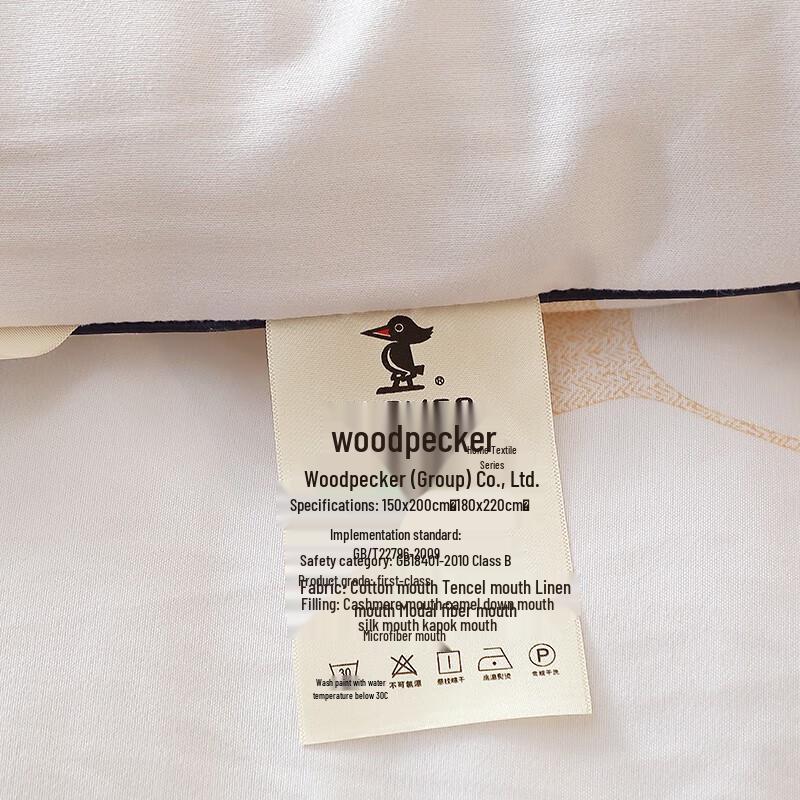 ®
woodpecker
Home Textile
Series
Woodpecker (Group) Co., Ltd.
Specifications: 150x200cm□180x220cm□
Implementation standard:
GB/T22796-2009
Safety category: GB18401-2010 Class B
Product grade: first-class
Fabric: Cotton mouth Tencel mouth Linen
mouth Modal fiber mouth
Filling: Cashmere mouth camel down mouth
silk mouth kapok mouth
Microfiber mouth
30
P
Wash paint with water
temperature below 30C
不可氯漂
悬挂晾干
底温熨烫
常规干洗